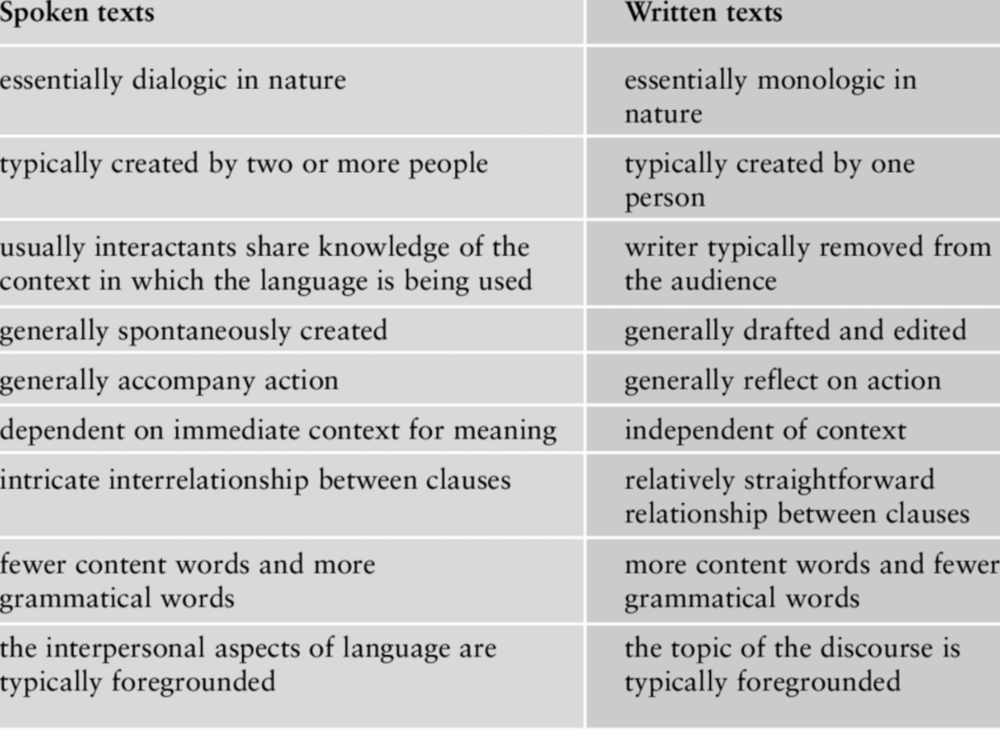 Spoken texts
Written texts
essentially dialogic in nature
essentially monologic in
nature
typically created by two or more people
typically created by one
person
usually interactants share knowledge of the
context in which the language is being used
writer typically removed from
the audience
generally spontaneously created
generally drafted and edited
generally accompany action
generally reflect on action
dependent on immediate context for meaning
independent of context
intricate interrelationship between clauses
relatively straightforward
relationship between clauses
fewer content words and more
grammatical words
more content words and fewer
grammatical words
the interpersonal aspects of language are
typically foregrounded
the topic of the discourse is
typically foregrounded